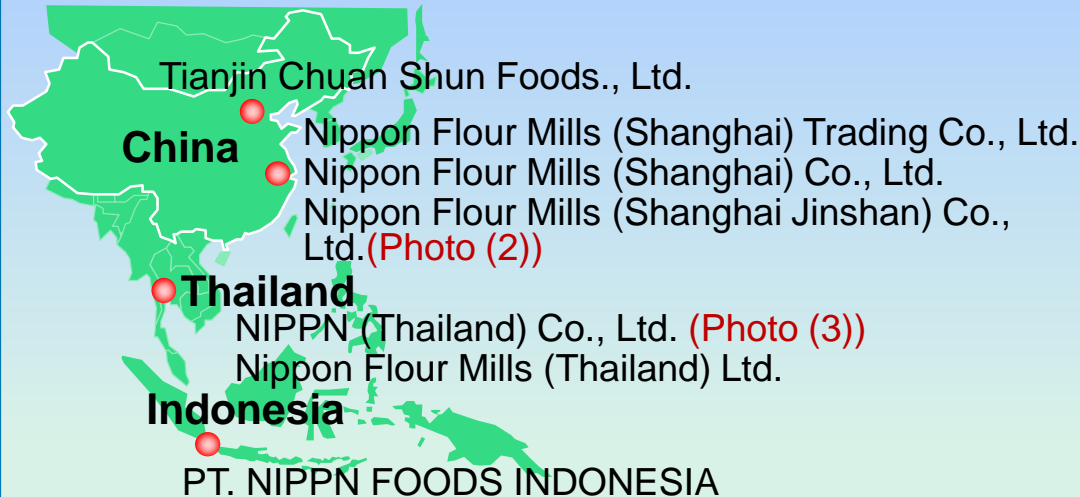 Tianjin Chuan Shun Foods., Ltd.
China
Nippon Flour Mills (Shanghai) Trading Co., Ltd.
Nippon Flour Mills (Shanghai) Co., Ltd.
Nippon Flour Mills (Shanghai Jinshan) Co.,
Ltd.(Photo (2))
Thailand
NIPPN (Thailand) Co., Ltd. (Photo (3))
Nippon Flour Mills (Thailand) Ltd.
Indonesia
PT. NIPPN FOODS INDONESIA